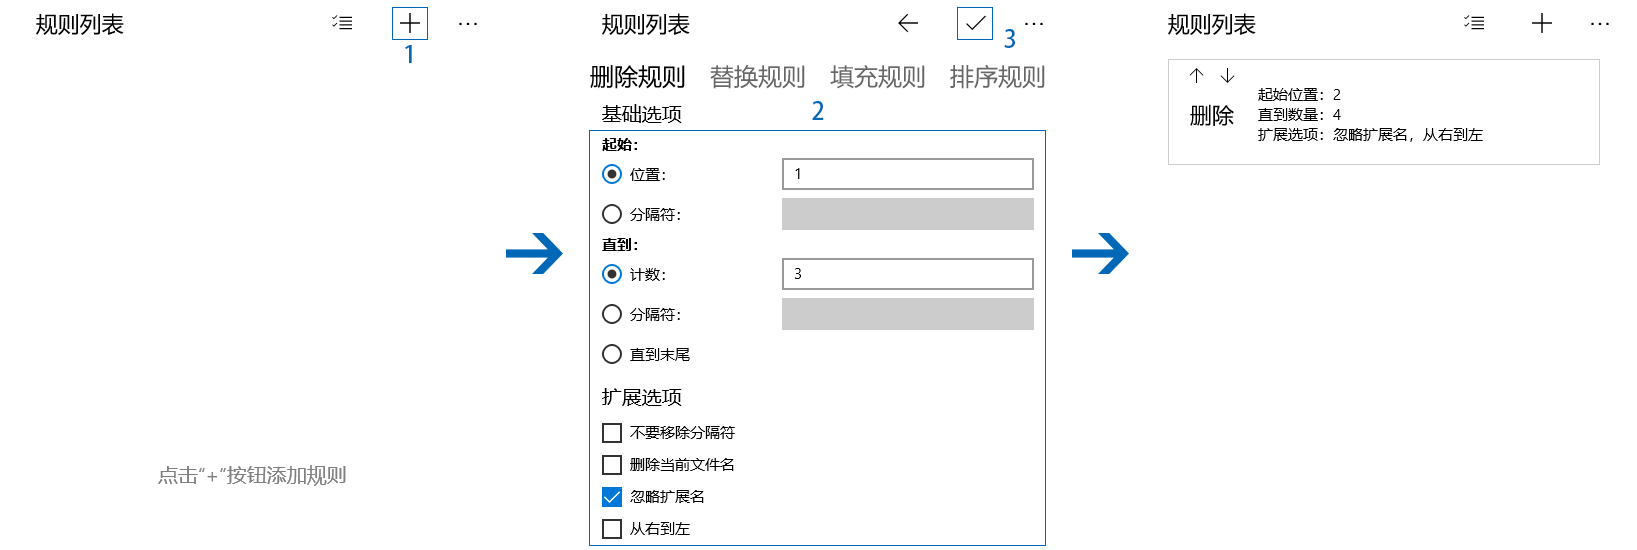 规则列表
1
点击“+”按钮添加规则
规则列表
3
删除规则 替换规则 填充规则 排序规则
基础选项
2
起始：
位置： 1
分隔符：
直到：
计数： 3
分隔符：
直到末尾
扩展选项
不要移除分隔符
删除当前文件名
忽略扩展名
从右到左
规则列表
删除
起始位置：2
直到数量：4
扩展选项：忽略扩展名，从右到左